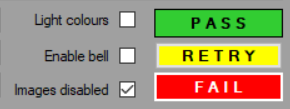 Light colours PASS
Enable bell RETRY
Images disabled FAIL